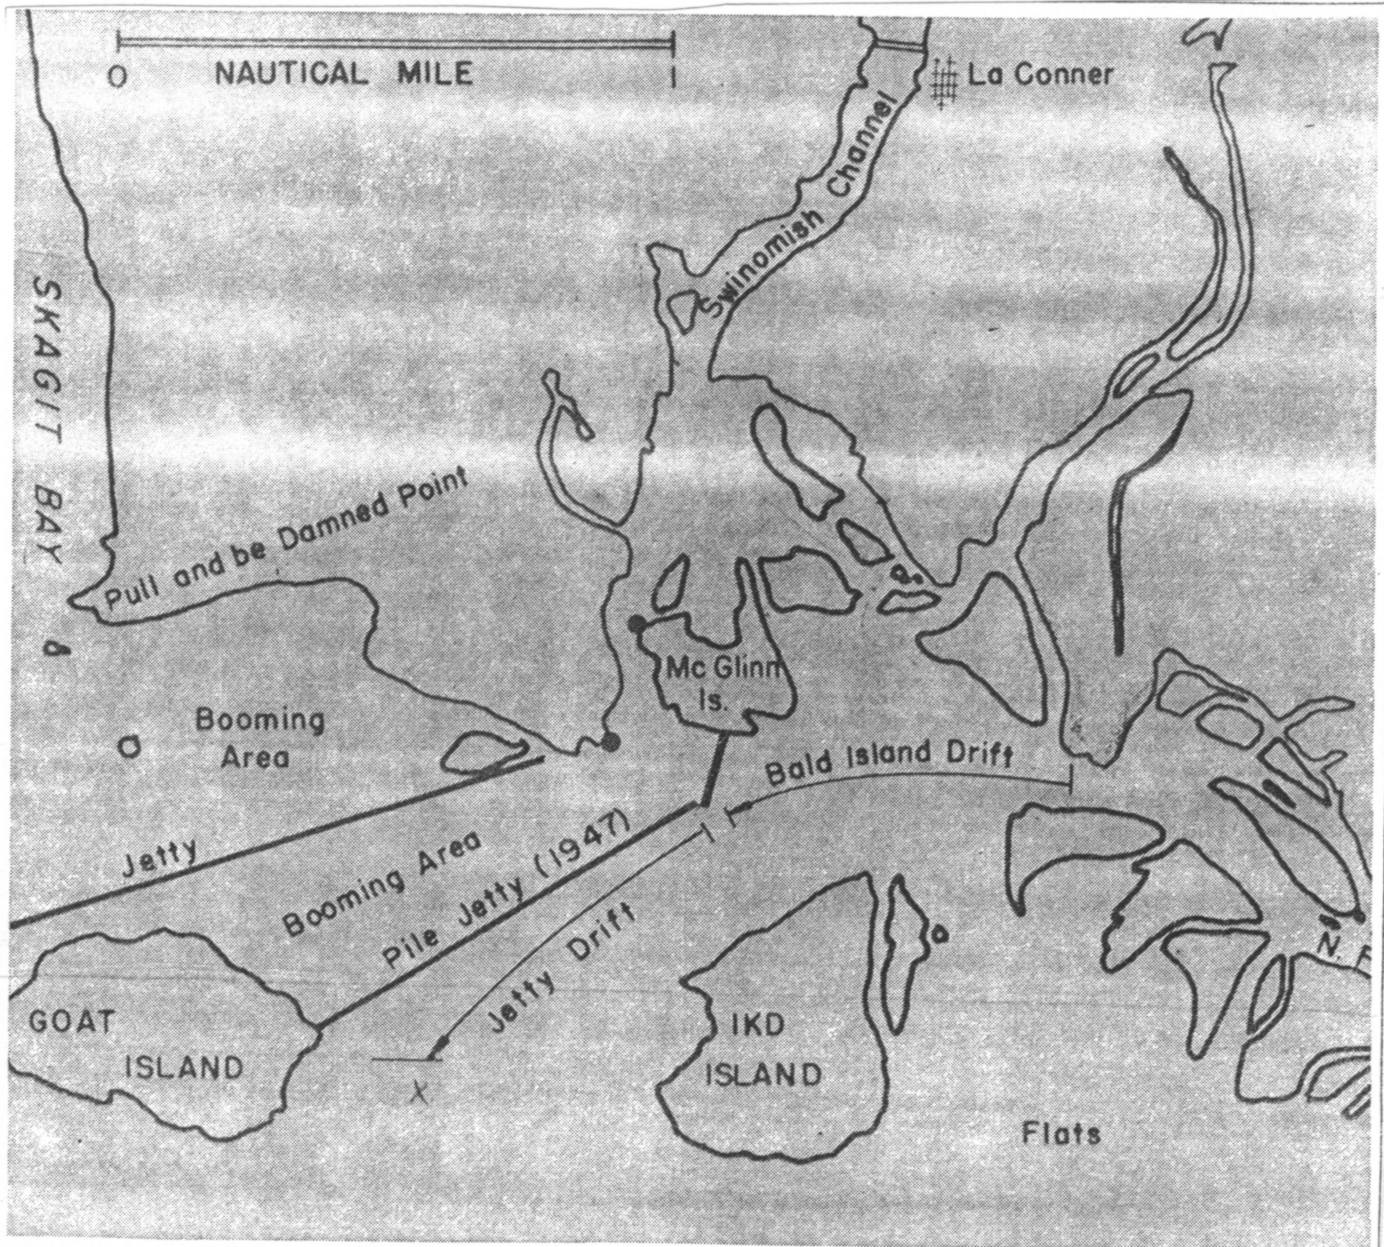 0 NAUTICAL MILE 1
La Conner
Swinomish Channel
SKAGIT BAY
Pull and be Damned Point
Mc Glinn
Is.
Booming
Area
Bald Island Drift
Jetty
Booming Area
Pile Jetty (1947)
Jetty Drift
N. F
GOAT
ISLAND
IKD
ISLAND
X
Flats